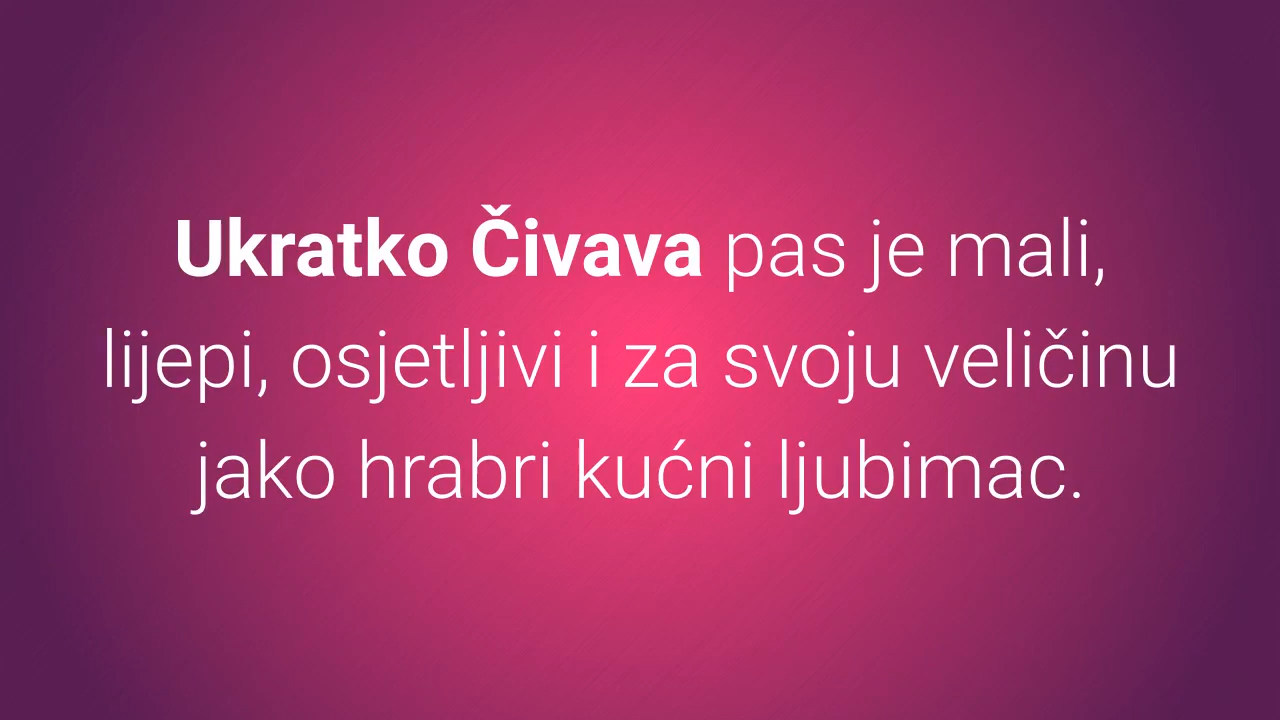 Ukratko Čivava pas je mali,
lijepi, osjetljivi i za svoju veličinu
jako hrabri kućni ljubimac.